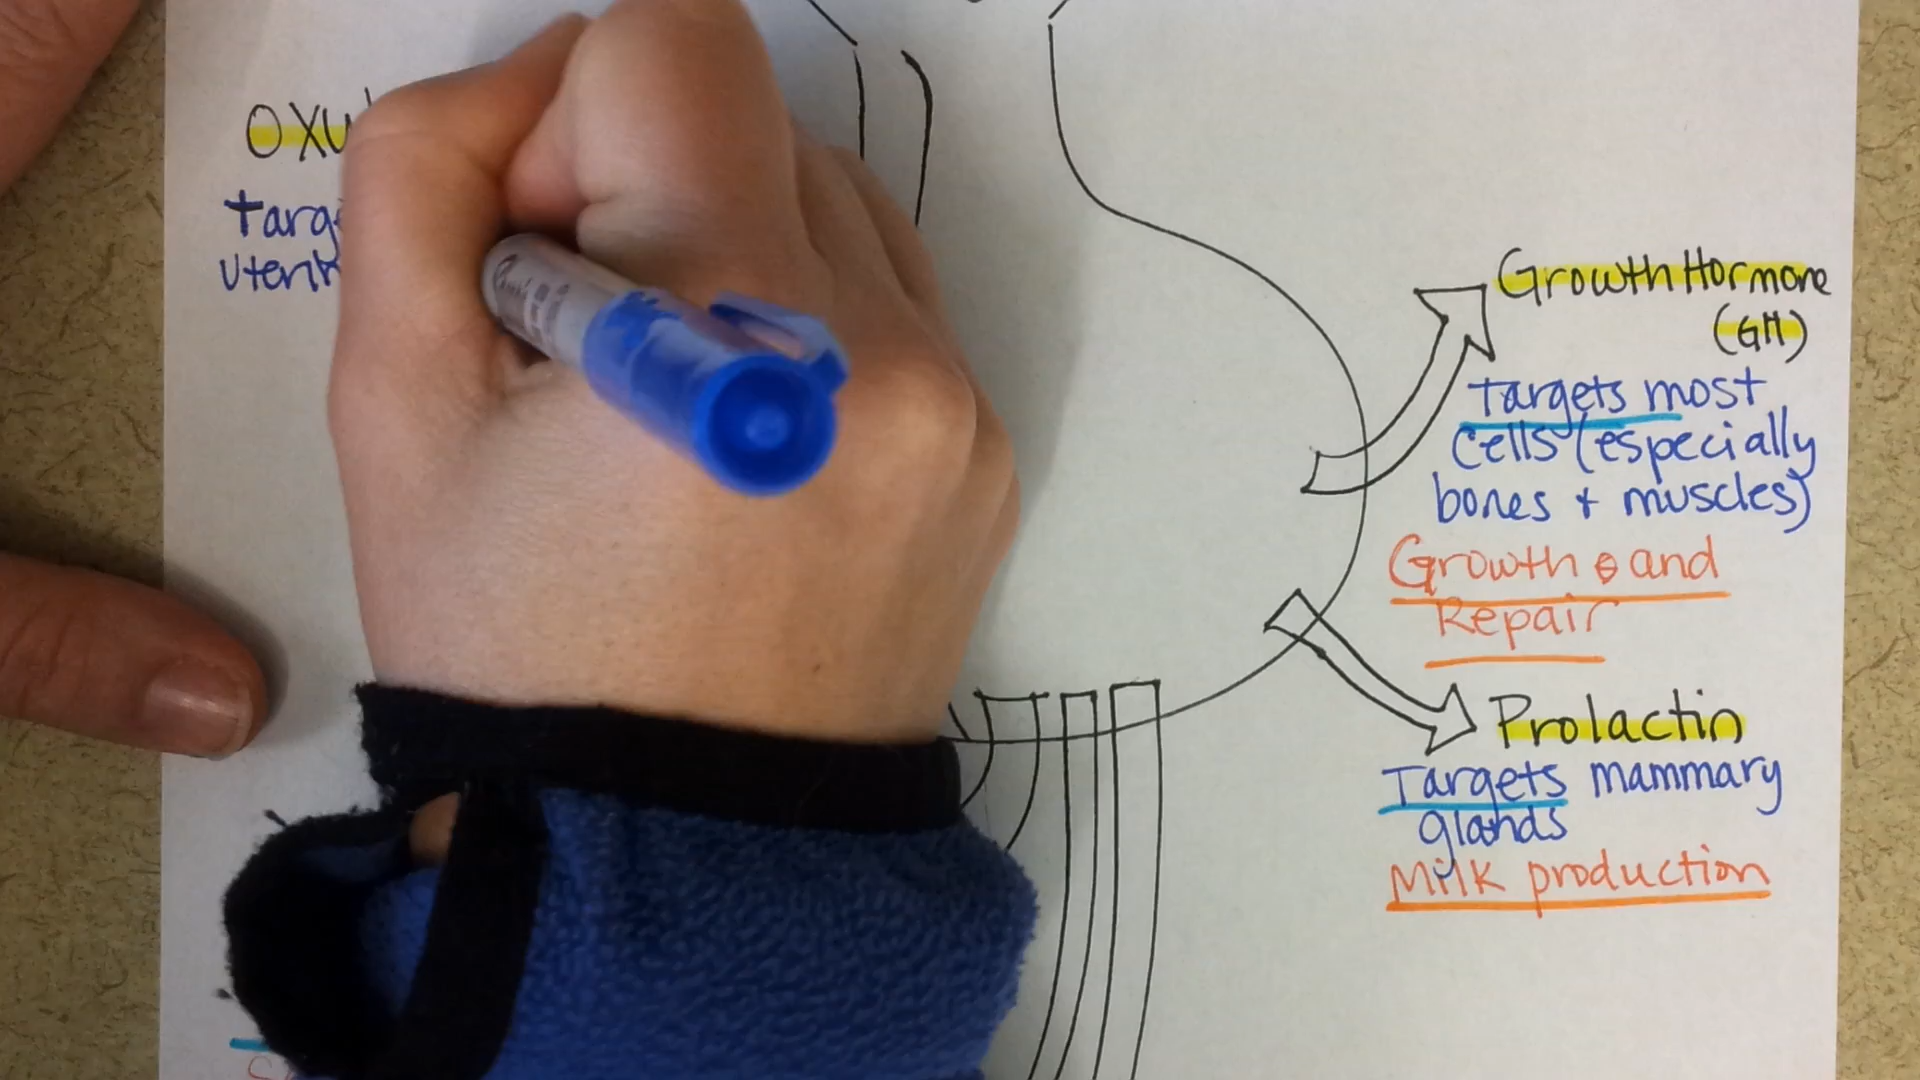 Growth Hormone
(GH)
Targets most
cells (especially
bones + muscles)
Growth and
Repair
Prolactin
Targets mammary
glands
Milk production